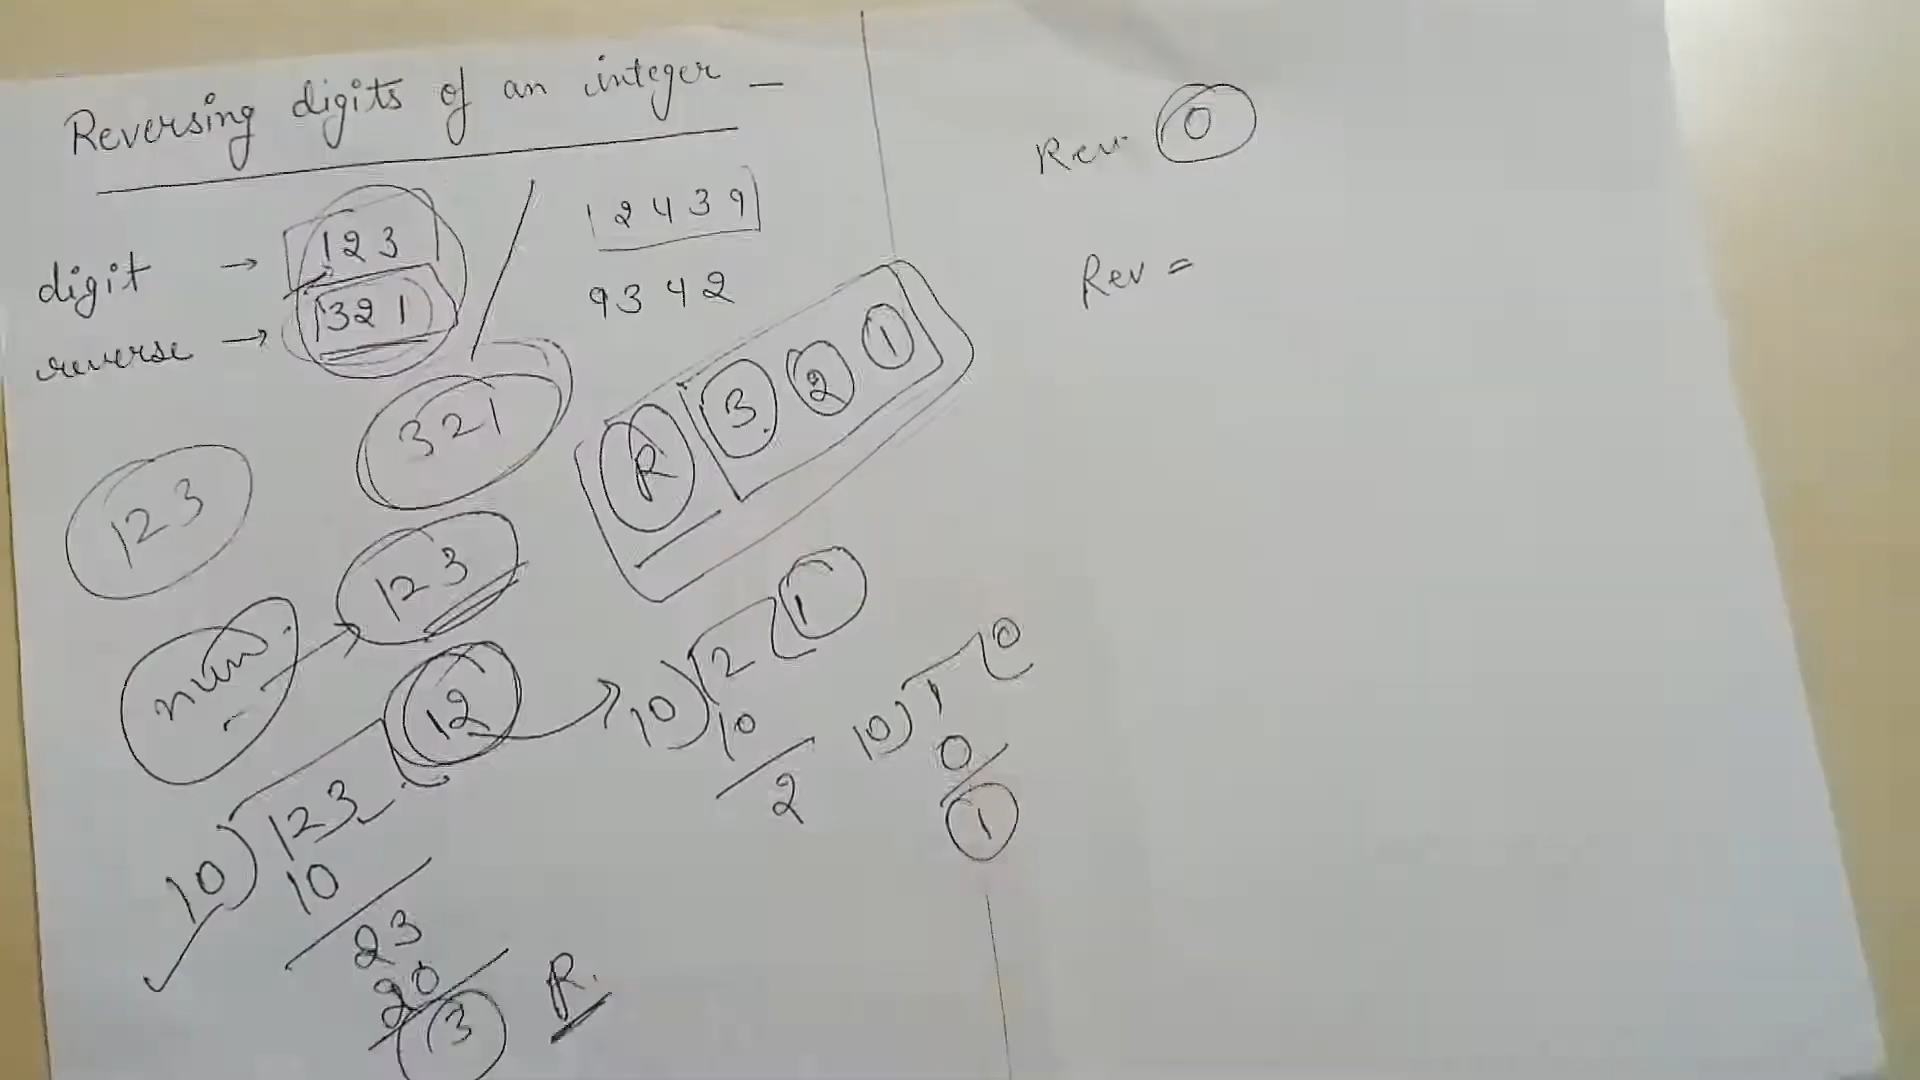 Reversing digits of an integer -
digit → 123
reverse → 321
12439
9342
123
321
R 3 2 1
num → 123
10) 123 ( 12
10
23
20
3
R.
10) 12 ( 1
10
2
10) 1 ( 0
0
1
Rev. 0
Rev =